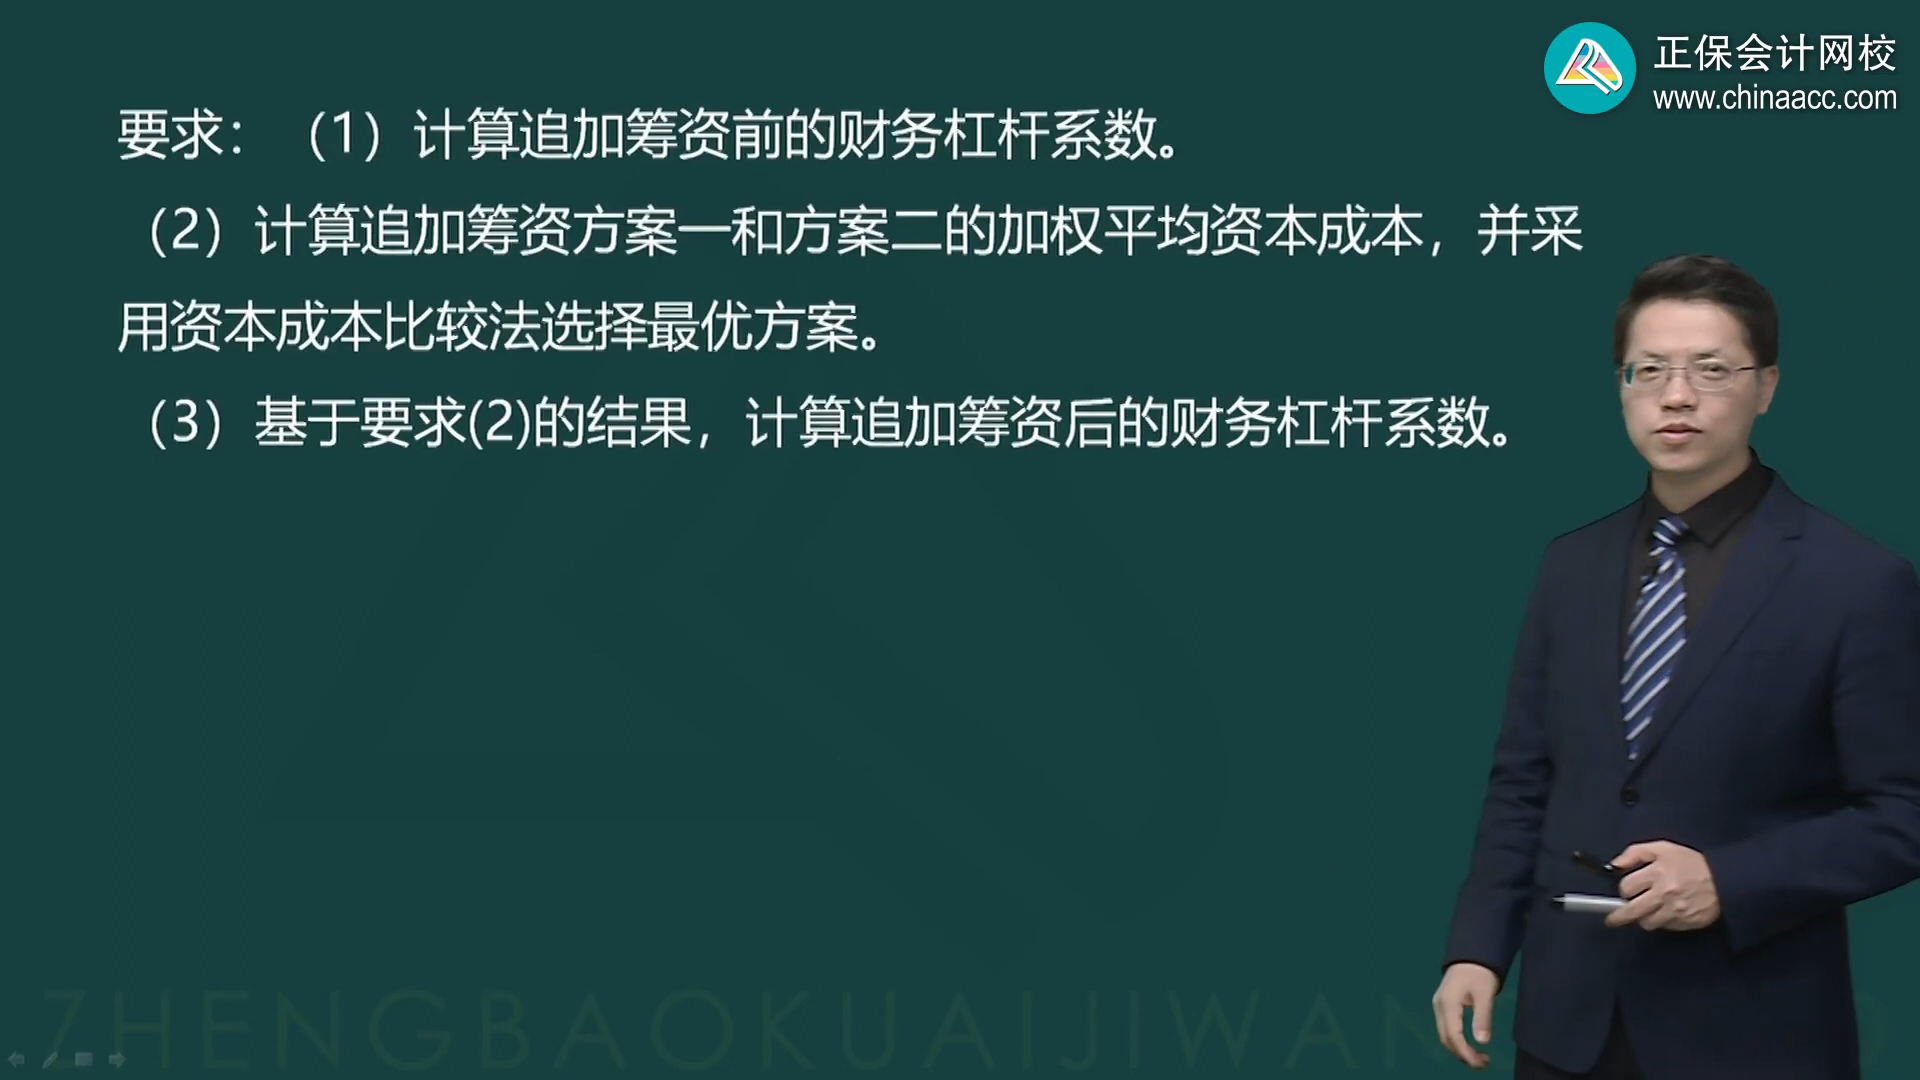 正保会计网校
www.chinaacc.com
要求：（1）计算追加筹资前的财务杠杆系数。
（2）计算追加筹资方案一和方案二的加权平均资本成本，并采
用资本成本比较法选择最优方案。
（3）基于要求(2)的结果，计算追加筹资后的财务杠杆系数。
ZHENGBAOKUAIJIWAN